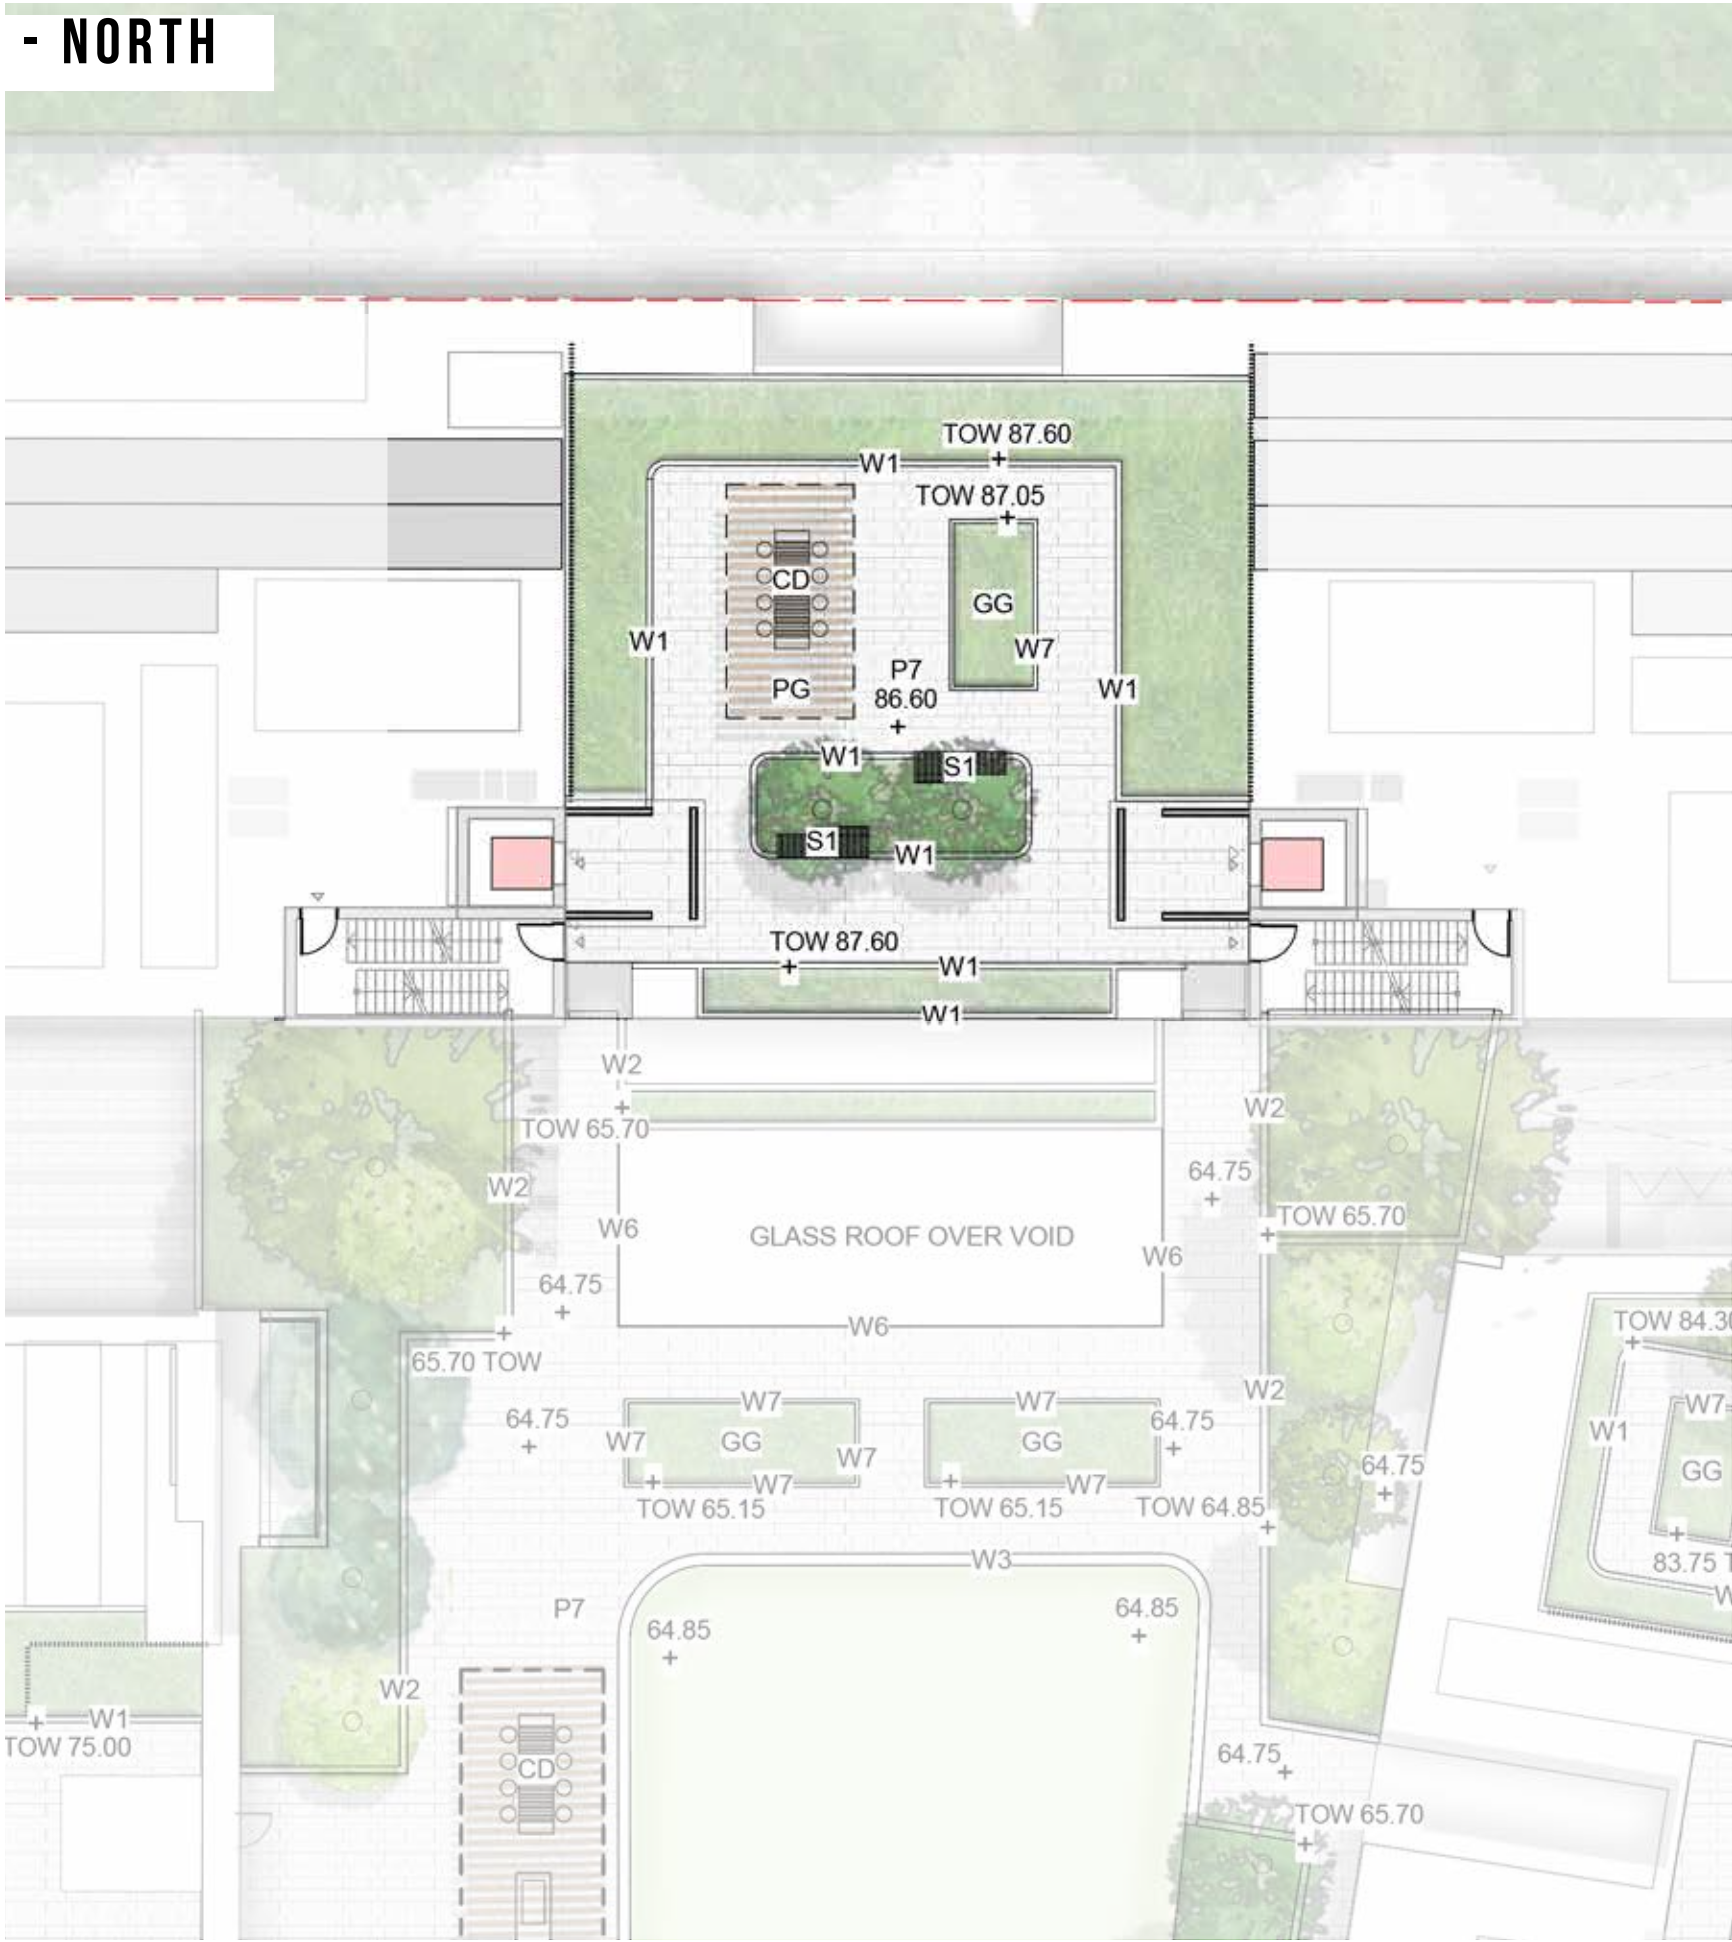 - NORTH
TOW 87.60
W1
TOW 87.05
CD
GG
W1
W7
P7
PG
W1
86.60
W1
S1
S1
W1
TOW 87.60
W1
W1
W2
W2
TOW 65.70
64.75
W2
TOW 65.70
W6
GLASS ROOF OVER VOID
W6
64.75
W6
TOW 84.30
65.70 TOW
W2
W7
W7
W7
64.75
64.75
W7
GG
GG
W1
W7
64.75
GG
W7
W7
TOW 65.15
TOW 65.15
TOW 64.85
W3
83.75
P7
64.85
64.85
W2
W1
TOW 75.00
64.75
CD
TOW 65.70